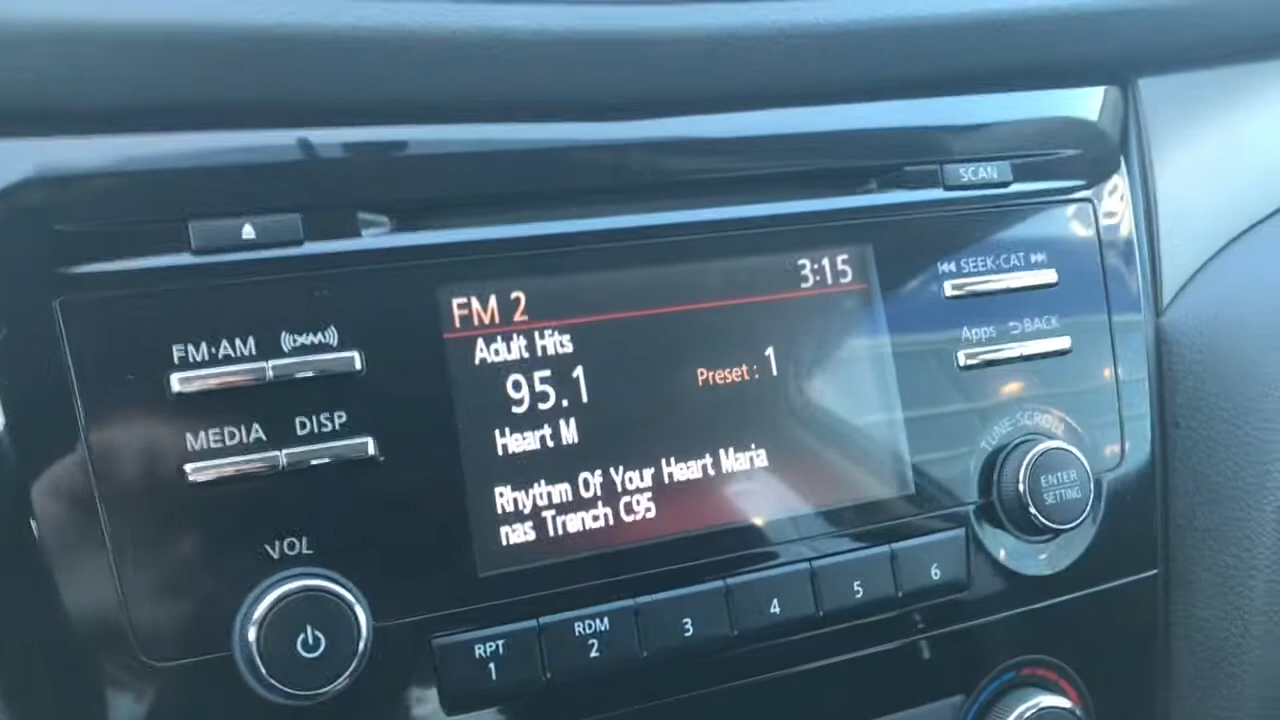 SCAN
FM 2 3:15
Adult Hits
95.1 Preset : 1
Heart M
Rhythm Of Your Heart Maria
nas Trench C95
FM·AM ((XM))
MEDIA DISP
VOL
SEEK·CAT
Apps BACK
TUNE·SCROLL
ENTER
SETTING
RPT
1
RDM
2
3
4
5
6